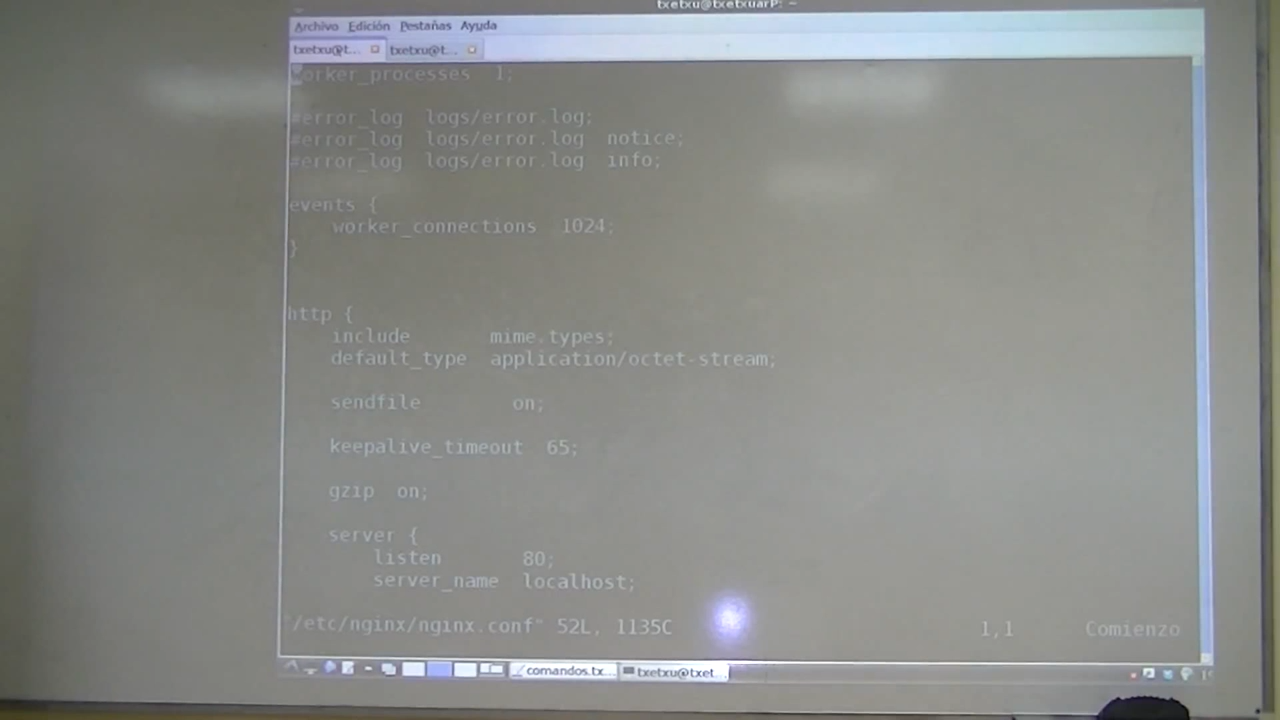 txetxu@txetxuarP: ~
Archivo Edición Pestañas Ayuda
txetxu@t... txetxu@t...
worker_processes 1;
#error_log logs/error.log;
#error_log logs/error.log notice;
#error_log logs/error.log info;
events {
worker_connections 1024;
}
http {
include mime.types;
default_type application/octet-stream;
sendfile on;
keepalive_timeout 65;
gzip on;
server {
listen 80;
server_name localhost;
"/etc/nginx/nginx.conf" 52L, 1135C 1,1 Comienzo
comandos.tx... txetxu@txet...